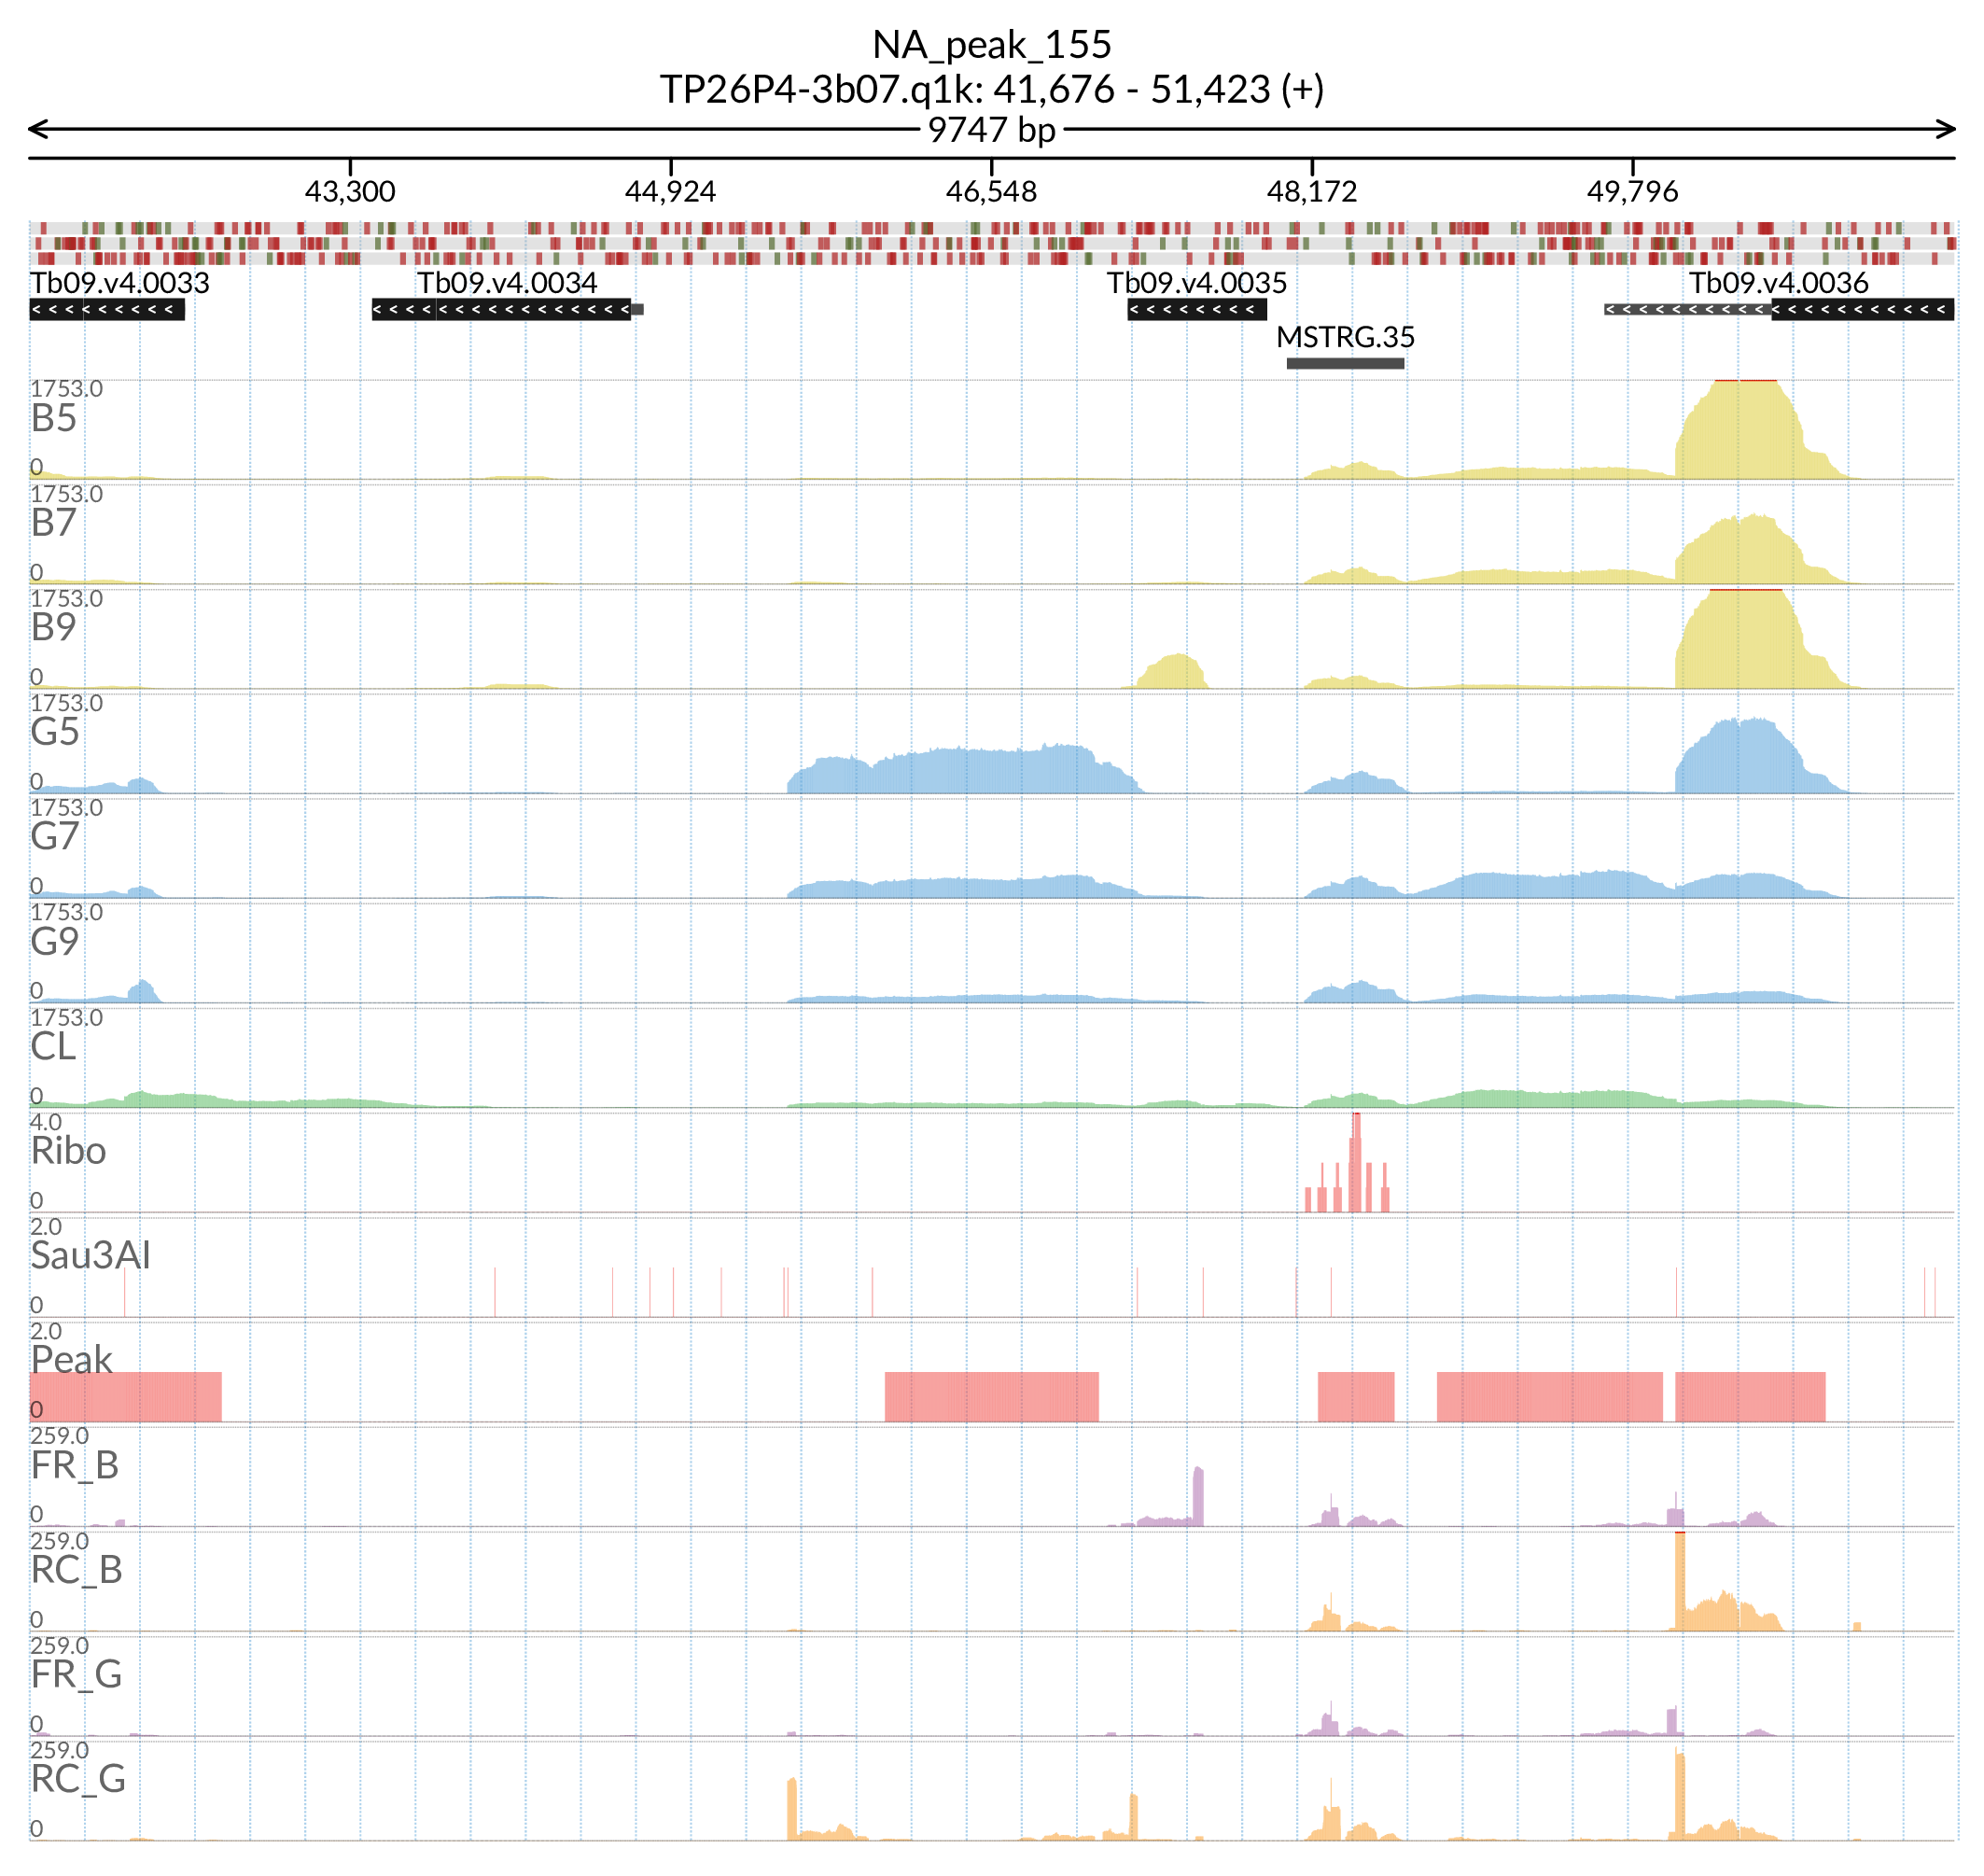 NA_peak_155
TP26P4-3b07.q1k: 41,676 - 51,423 (+)
9747 bp
43,300 44,924 46,548 48,172 49,796
Tb09.v4.0033 Tb09.v4.0034 Tb09.v4.0035 Tb09.v4.0036
MSTRG.35
1753.0
B5
0
1753.0
B7
0
1753.0
B9
0
1753.0
G5
0
1753.0
G7
0
1753.0
G9
0
1753.0
CL
0
4.0
Ribo
0
2.0
Sau3AI
0
2.0
Peak
0
259.0
FR_B
0
259.0
RC_B
0
259.0
FR_G
0
259.0
RC_G
0